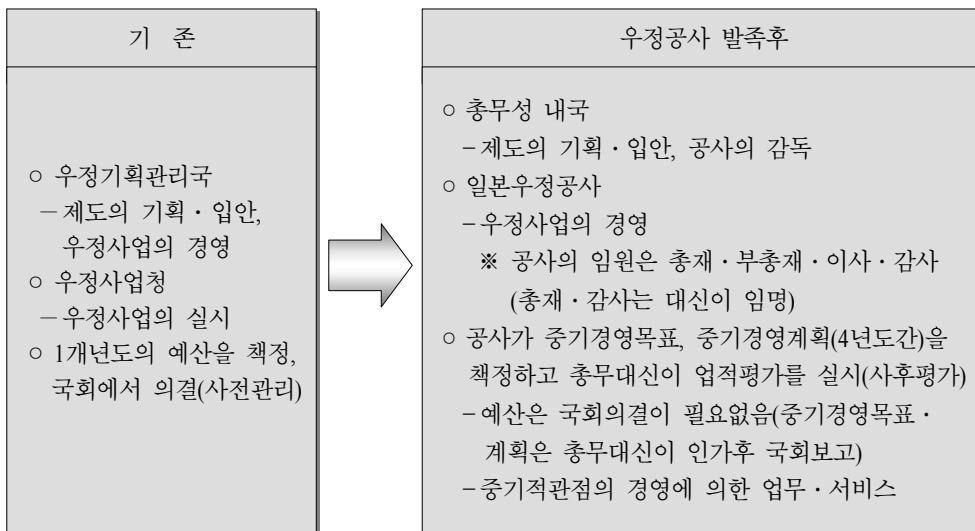 기 존
○ 우정기획관리국
－제도의 기획・입안,
우정사업의 경영
○ 우정사업청
－우정사업의 실시
○ 1개년도의 예산을 책정,
국회에서 의결(사전관리)
우정공사 발족후
○ 총무성 내국
－제도의 기획・입안, 공사의 감독
○ 일본우정공사
－우정사업의 경영
※ 공사의 임원은 총재・부총재・이사・감사
(총재・감사는 대신이 임명)
○ 공사가 중기경영목표, 중기경영계획(4년도간)을
책정하고 총무대신이 업적평가를 실시(사후평가)
－예산은 국회의결이 필요없음(중기경영목표・
계획은 총무대신이 인가후 국회보고)
－중기적관점의 경영에 의한 업무・서비스